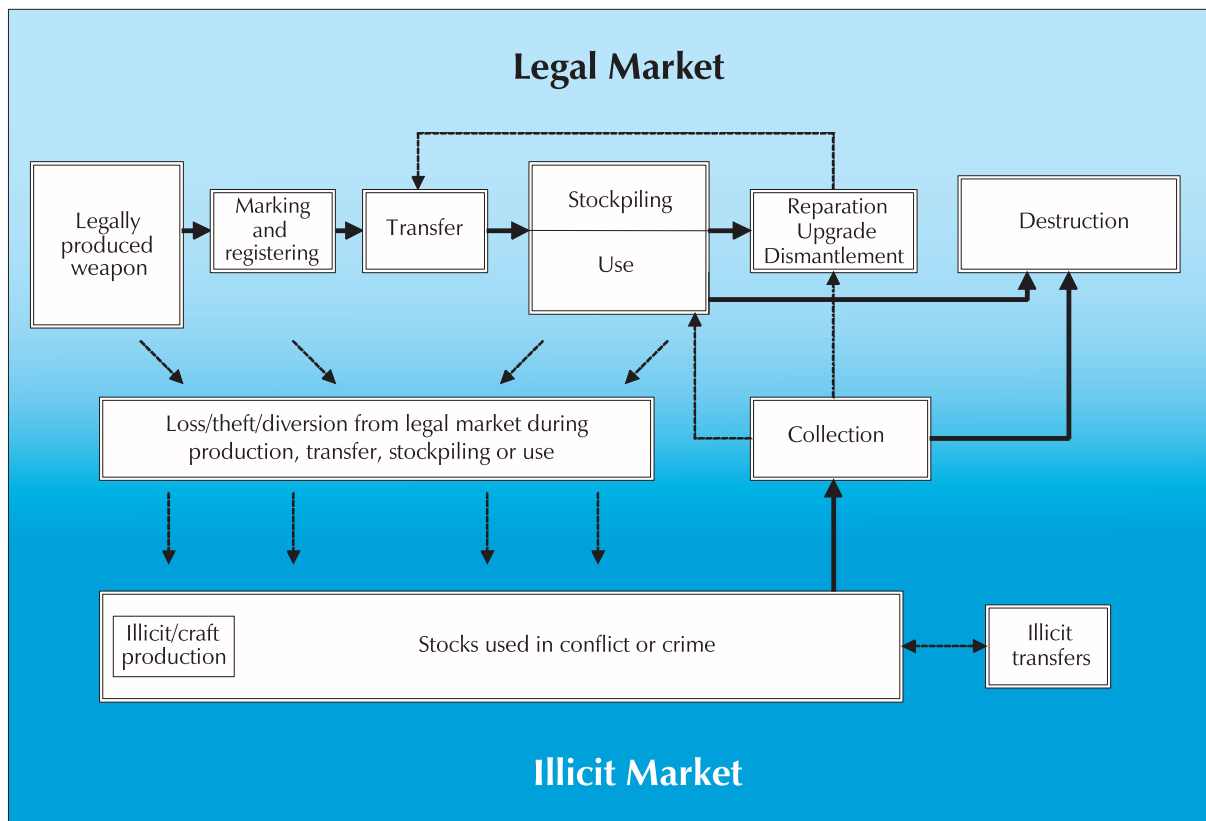 Legal Market
Legally
produced
weapon
Marking
and
registering
Transfer
Stockpiling
Use
Reparation
Upgrade
Dismantlement
Destruction
Loss/theft/diversion from legal market during
production, transfer, stockpiling or use
Collection
Illicit/craft
production
Stocks used in conflict or crime
Illicit
transfers
Illicit Market